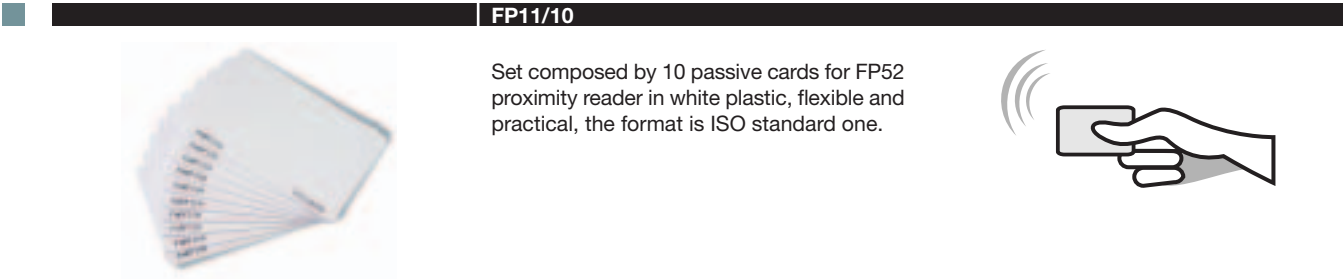 FP11/10
Set composed by 10 passive cards for FP52
proximity reader in white plastic, flexible and
practical, the format is ISO standard one.